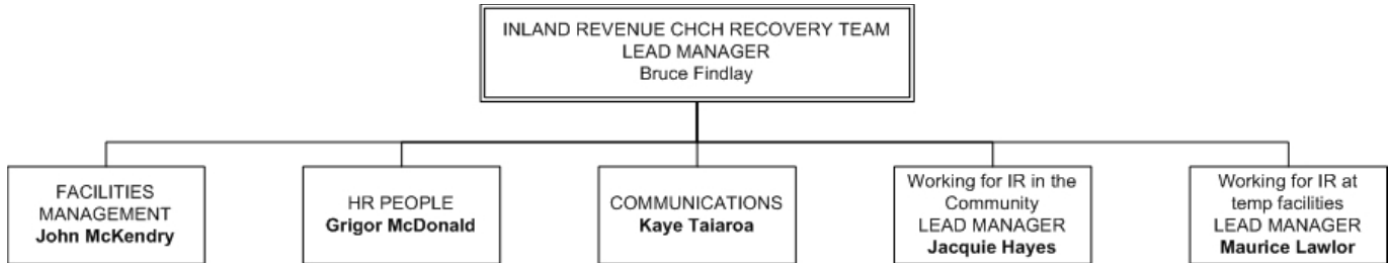 INLAND REVENUE CHCH RECOVERY TEAM
LEAD MANAGER
Bruce Findlay
FACILITIES
MANAGEMENT
John McKendry
HR PEOPLE
Grigor McDonald
COMMUNICATIONS
Kaye Taiaroa
Working for IR in the
Community
LEAD MANAGER
Jacquie Hayes
Working for IR at
temp facilities
LEAD MANAGER
Maurice Lawlor